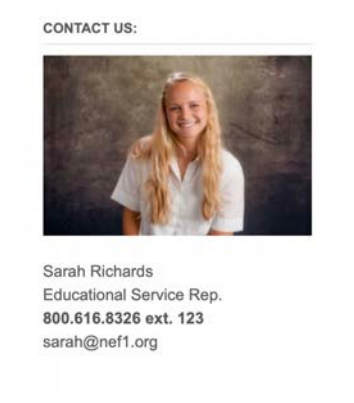 CONTACT US:
Sarah Richards
Educational Service Rep.
800.616.8326 ext. 123
sarah@nef1.org